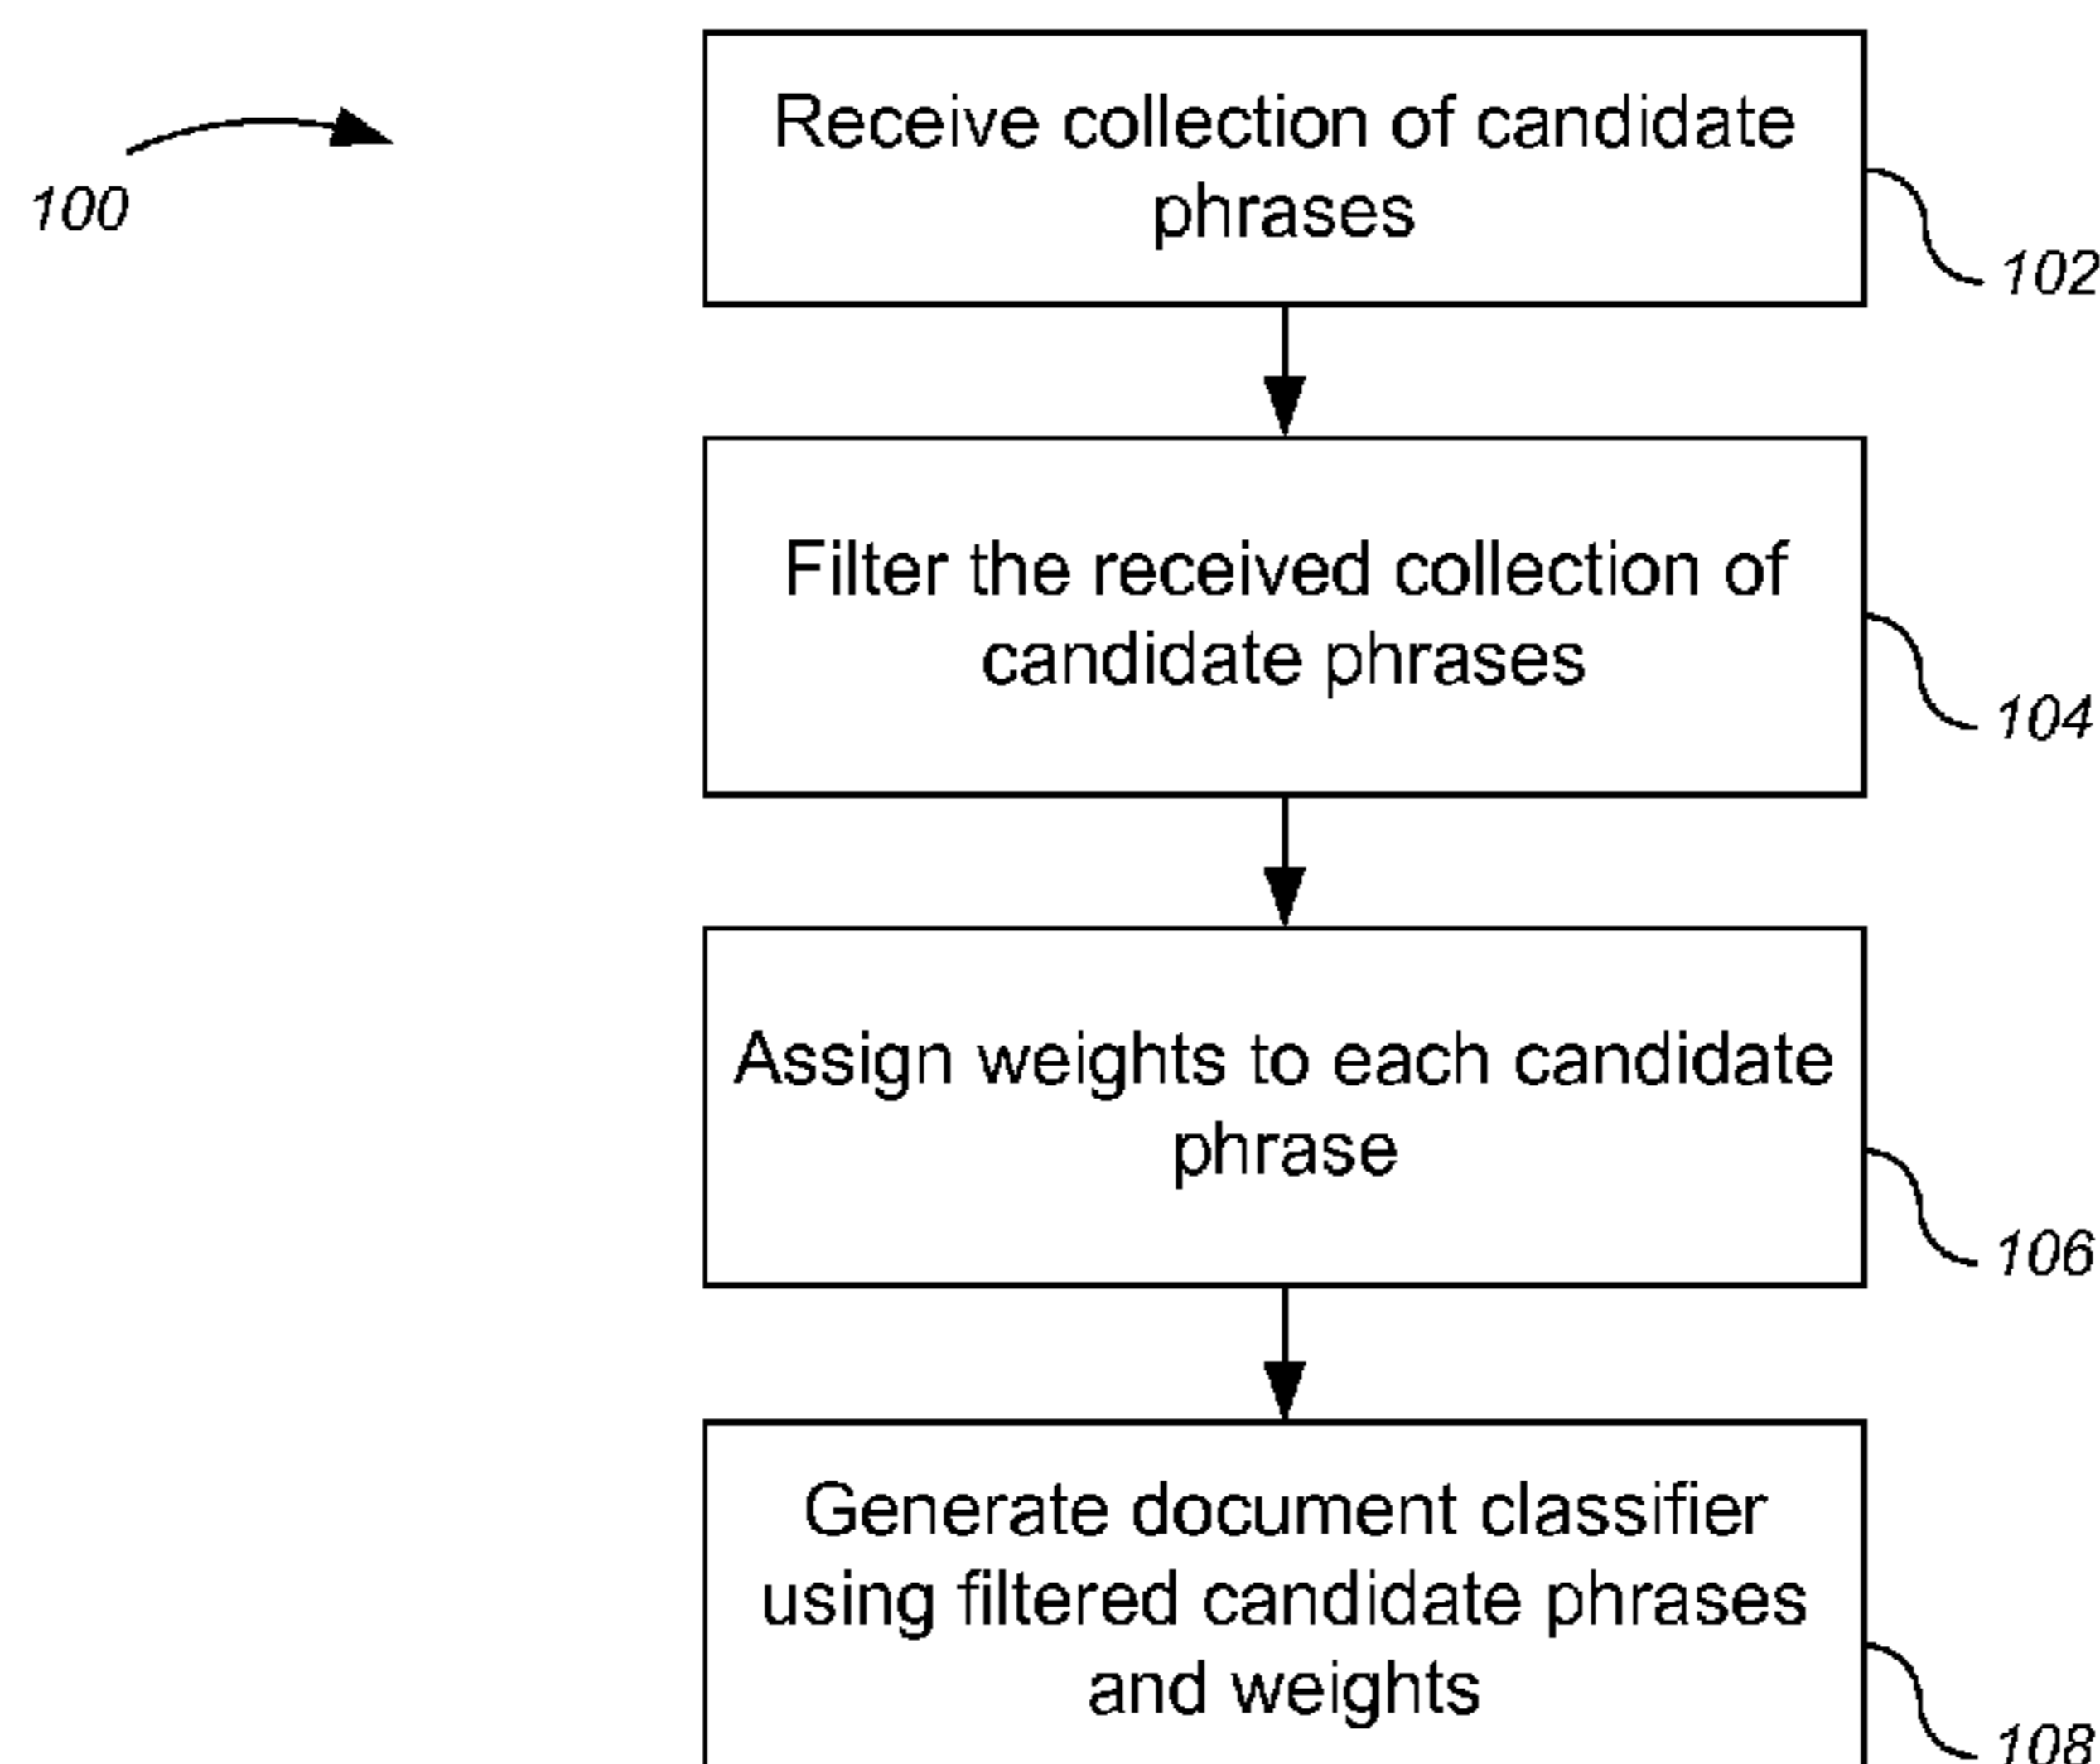 Receive collection of candidate
phrases
100
102
Filter the received collection of
candidate phrases
104
Assign weights to each candidate
phrase
106
Generate document classifier
using filtered candidate phrases
and weights
108